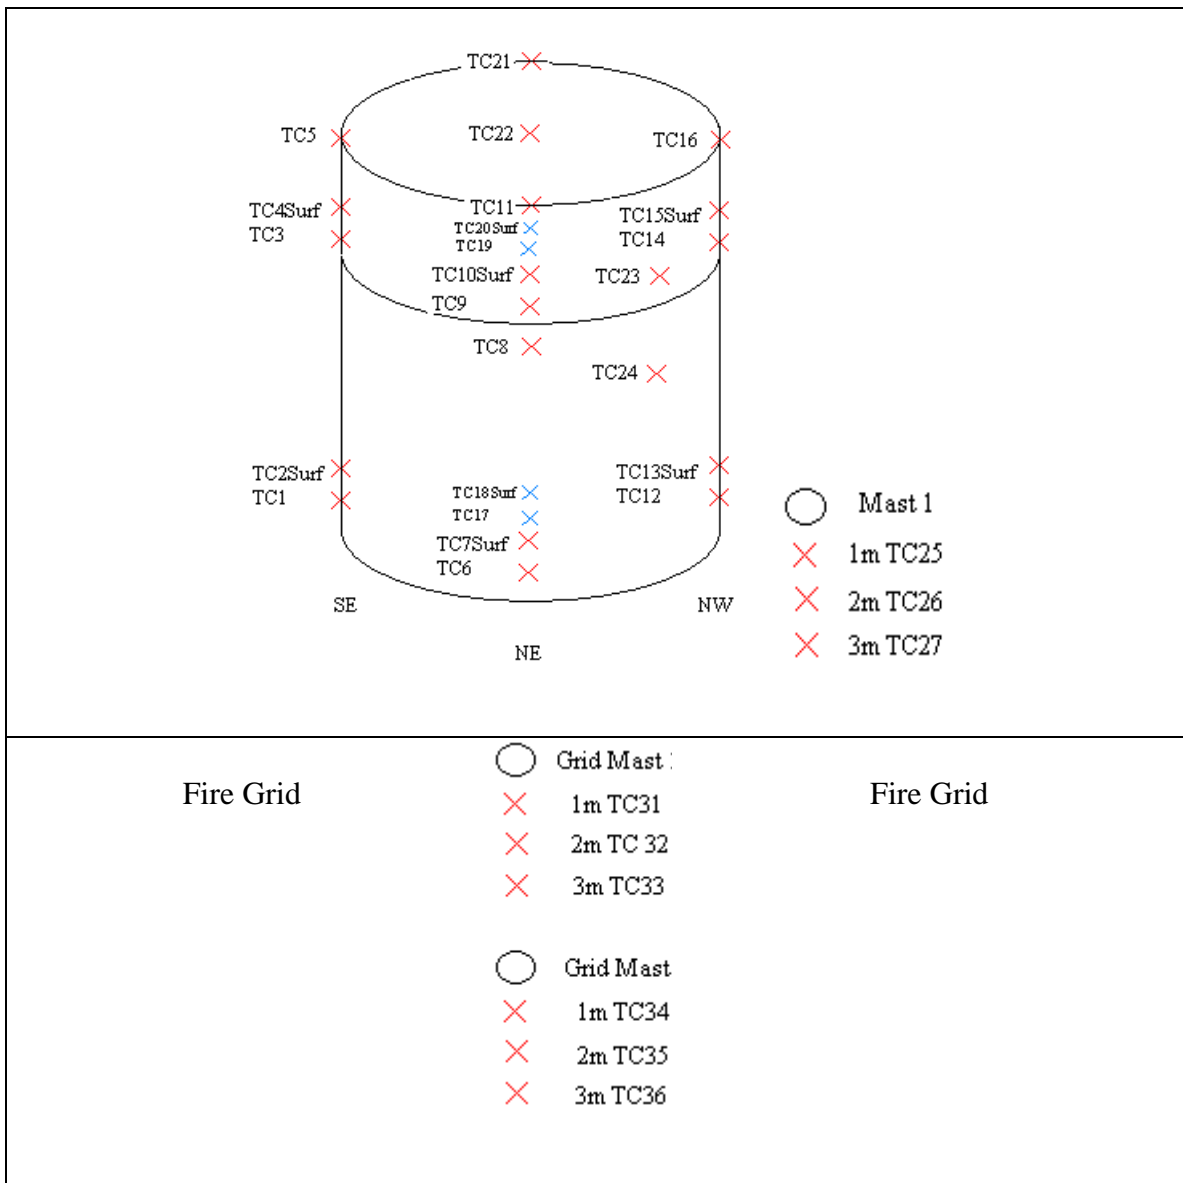 TC21
TC5
TC22
TC16
TC4Surf
TC11
TC15Surf
TC3
TC20Surf
TC14
TC19
TC10Surf
TC23
TC9
TC8
TC24
TC2Surf
TC13Surf
TC1
TC18Surf
TC12
TC17
TC7Surf
TC6
SE
NW
NE
Mast 1
1m TC25
2m TC26
3m TC27
Fire Grid
Grid Mast
Fire Grid
1m TC31
2m TC 32
3m TC33
Grid Mast
1m TC34
2m TC35
3m TC36